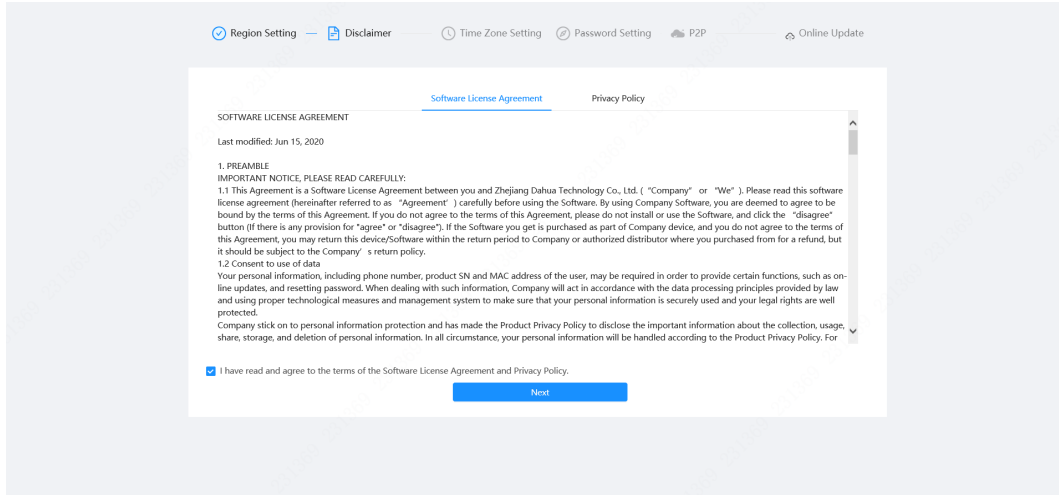 Region Setting
Disclaimer
Time Zone Setting
Password Setting
P2P
Online Update
Software License Agreement
Privacy Policy
SOFTWARE LICENSE AGREEMENT
Last modified: Jun 15, 2020
1. PREAMBLE
IMPORTANT NOTICE, PLEASE READ CAREFULLY:
1.1 This Agreement is a Software License Agreement between you and Zhejiang Dahua Technology Co., Ltd. ( “Company” or “We” ). Please read this software
license agreement (hereinafter referred to as “Agreement’ ) carefully before using the Software. By using Company Software, you are deemed to agree to be
bound by the terms of this Agreement. If you do not agree to the terms of this Agreement, please do not install or use the Software, and click the “disagree”
button (If there is any provision for "agree" or "disagree"). If the Software you get is purchased as part of Company device, and you do not agree to the terms of
this Agreement, you may return this device/Software within the return period to Company or authorized distributor where you purchased from for a refund, but
it should be subject to the Company’ s return policy.
1.2 Consent to use of data
Your personal information, including phone number, product SN and MAC address of the user, may be required in order to provide certain functions, such as on-
line updates, and resetting password. When dealing with such information, Company will act in accordance with the data processing principles provided by law
and using proper technological measures and management system to make sure that your personal information is securely used and your legal rights are well
protected.
Company stick on to personal information protection and has made the Product Privacy Policy to disclose the important information about the collection, usage,
share, storage, and deletion of personal information. In all circumstance, your personal information will be handled according to the Product Privacy Policy. For
I have read and agree to the terms of the Software License Agreement and Privacy Policy.
Next